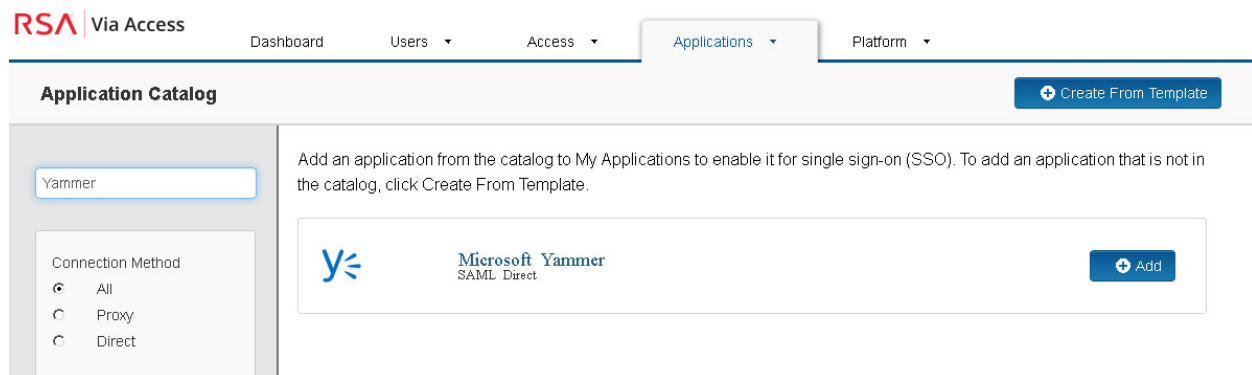 RSA Via Access
Dashboard Users Access Applications Platform
Application Catalog
Create From Template
Yammer
Connection Method
All
Proxy
Direct
Add an application from the catalog to My Applications to enable it for single sign-on (SSO). To add an application that is not in
the catalog, click Create From Template.
Microsoft Yammer
SAML Direct
Add